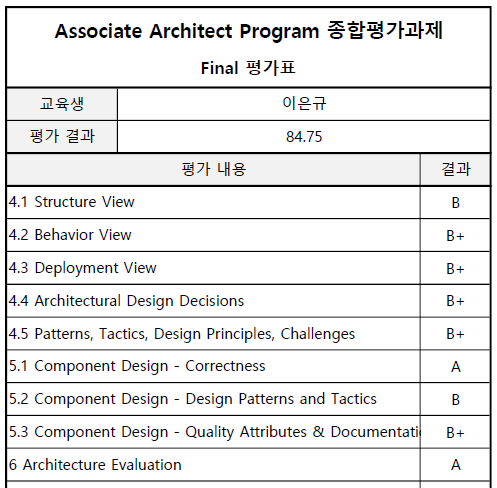 Associate Architect Program 종합평가과제
Final 평가표
교육생 이은규
평가 결과 84.75
평가 내용 결과
4.1 Structure View B
4.2 Behavior View B+
4.3 Deployment View B+
4.4 Architectural Design Decisions B+
4.5 Patterns, Tactics, Design Principles, Challenges B+
5.1 Component Design - Correctness A
5.2 Component Design - Design Patterns and Tactics B
5.3 Component Design - Quality Attributes & Documentati B+
6 Architecture Evaluation A